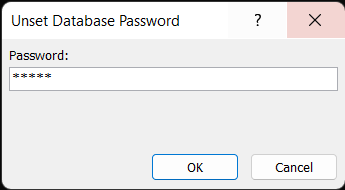 Unset Database Password
?
Password:
*****
OK
Cancel